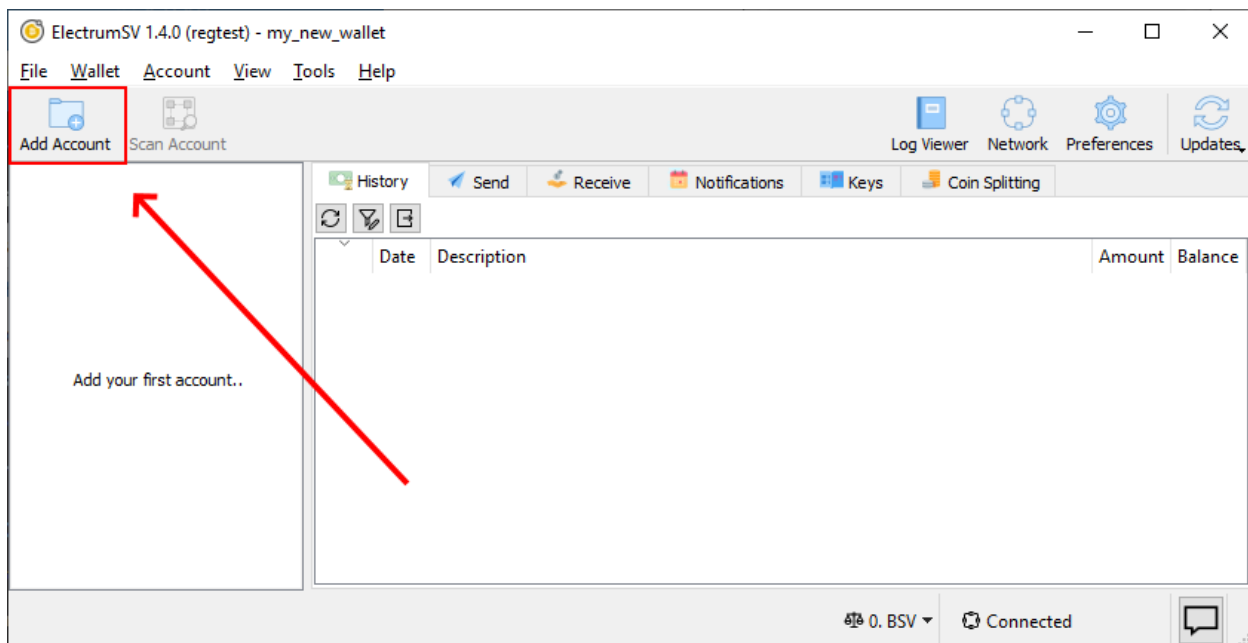 ElectrumSV 1.4.0 (regtest) - my_new_wallet
File Wallet Account View Tools Help
Add Account Scan Account Log Viewer Network Preferences Updates
History Send Receive Notifications Keys Coin Splitting
Date Description Amount Balance
Add your first account..
0. BSV Connected